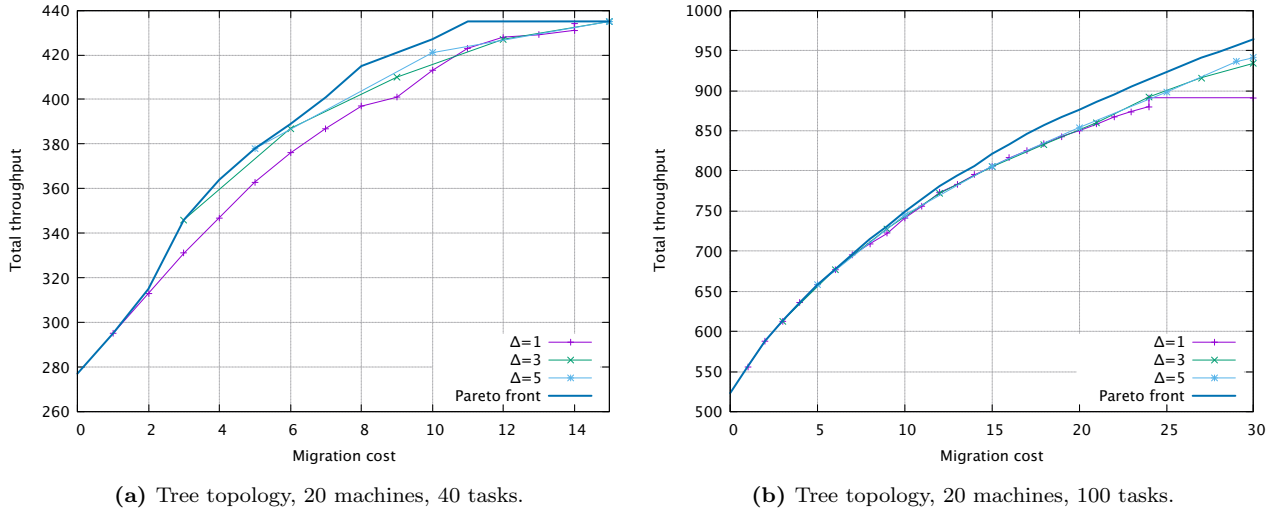 440
420
400
380
360
340
320
300
280
260
Total throughput
0 2 4 6 8 10 12 14
Migration cost
Δ=1
Δ=3
Δ=5
Pareto front
(a) Tree topology, 20 machines, 40 tasks.
1000
950
900
850
800
750
700
650
600
550
500
Total throughput
0 5 10 15 20 25 30
Migration cost
Δ=1
Δ=3
Δ=5
Pareto front
(b) Tree topology, 20 machines, 100 tasks.